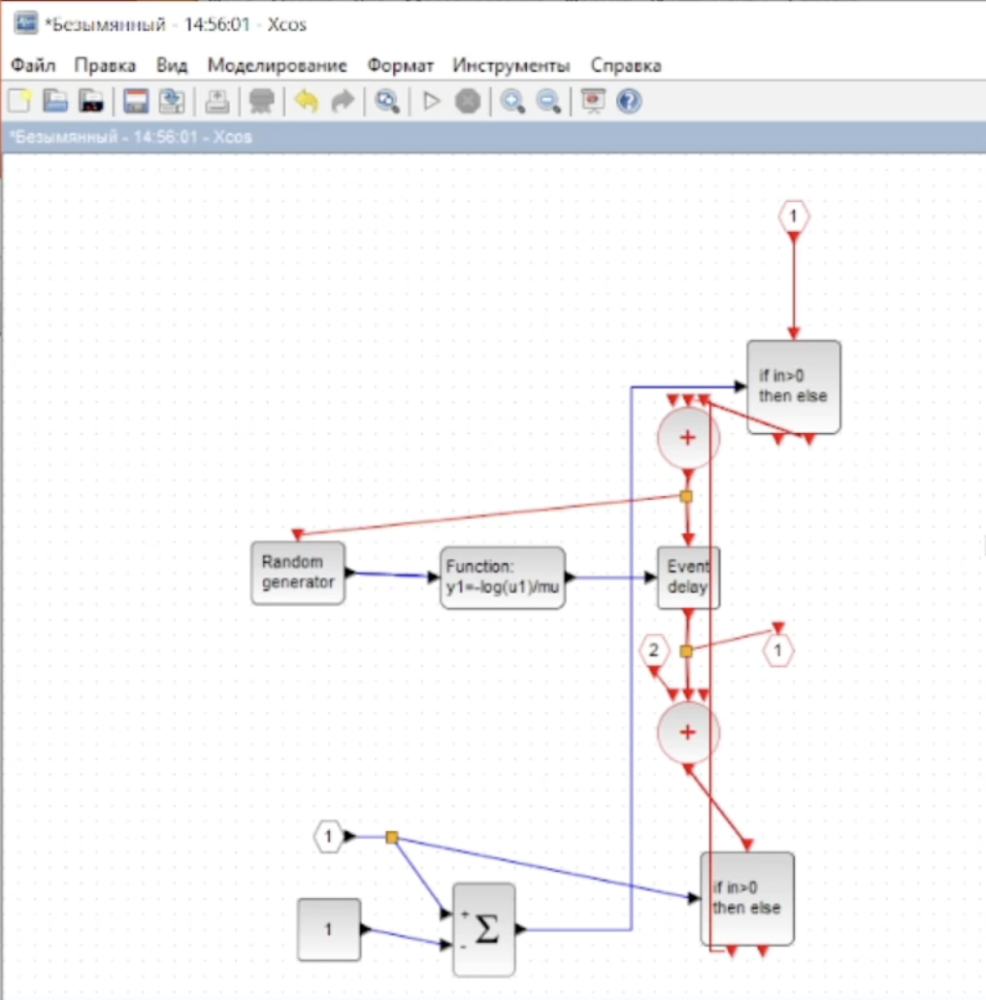 *Безымянный - 14:56:01 - Xcos
Файл Правка Вид Моделирование Формат Инструменты Справка
*Безымянный - 14:56:01 - Xcos
1
if in>0
then else
+
Random
generator
Function:
y1=-log(u1)/mu
Event
delay
2
1
+
1
1
+
-
Σ
if in>0
then else